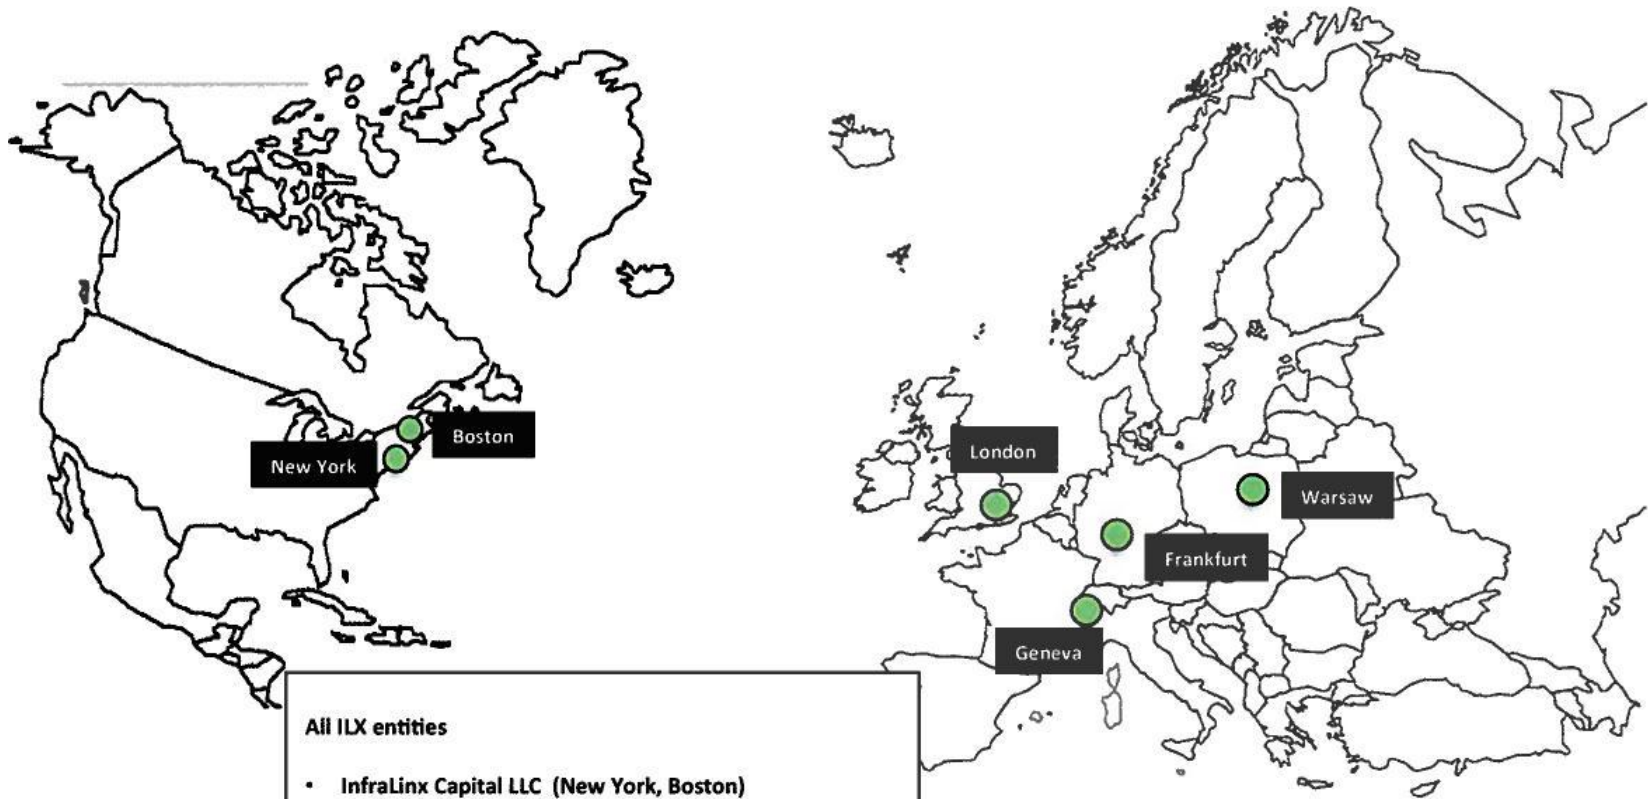 Boston
New York
London
Warsaw
Frankfurt
Geneva
All ILX entities
• InfraLinx Capital LLC (New York, Boston)